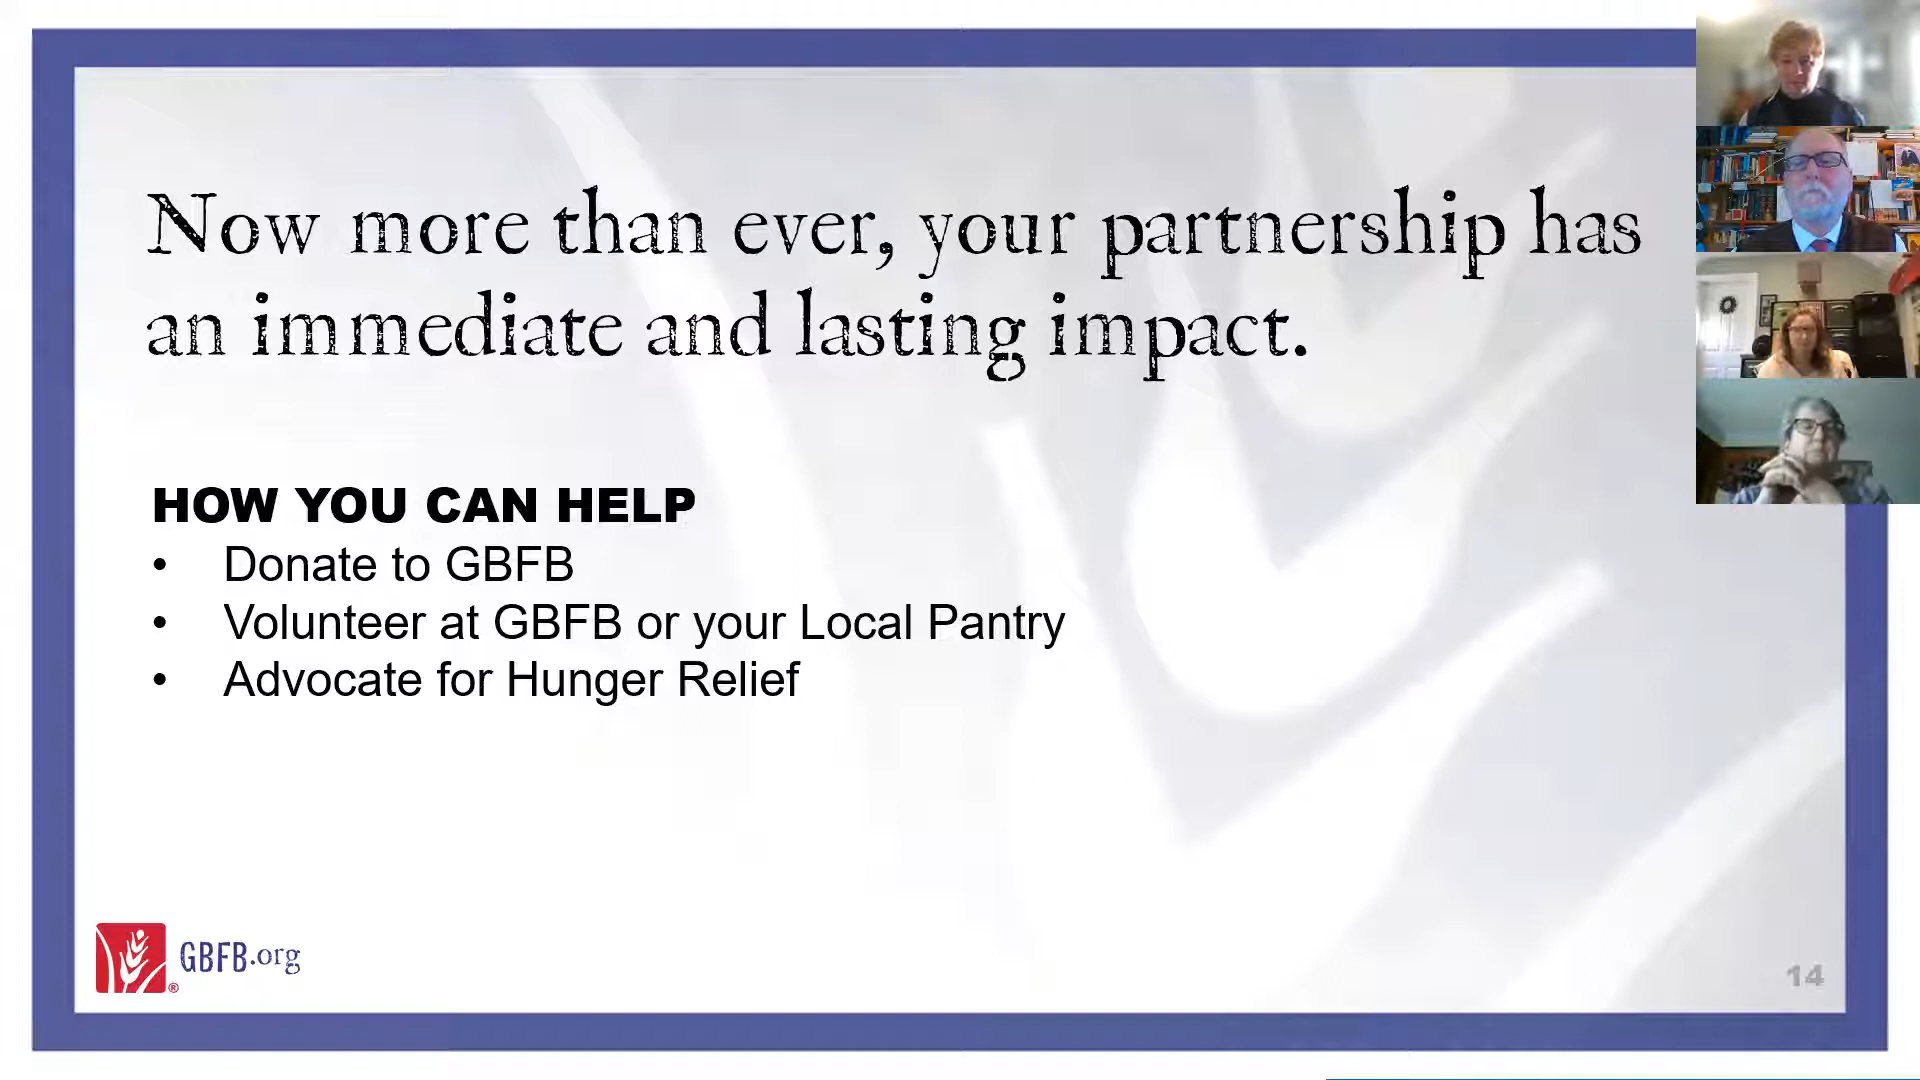 Now more than ever, your partnership has
an immediate and lasting impact.
HOW YOU CAN HELP
• Donate to GBFB
• Volunteer at GBFB or your Local Pantry
• Advocate for Hunger Relief
GBFB.org
®
14